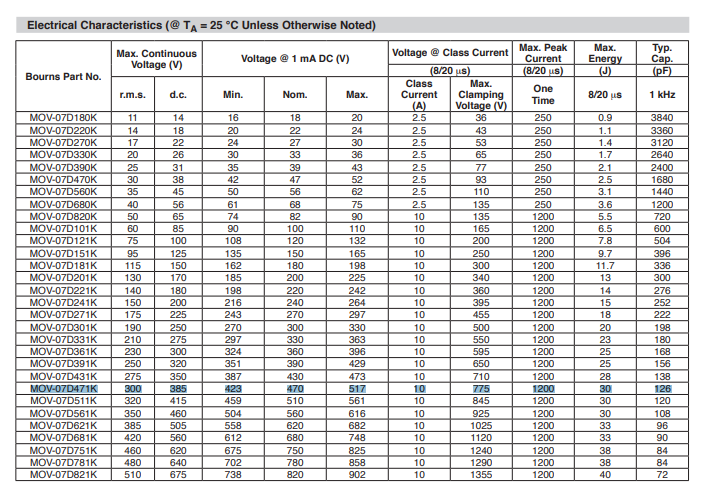 Electrical Characteristics (@ TA = 25 °C Unless Otherwise Noted)
Bourns Part No. Max. Continuous Voltage (V) Voltage @ 1 mA DC (V) Voltage @ Class Current Max. Peak Current Max. Energy Typ. Cap.
(8/20 µs) (8/20 µs) (J) (pF)
r.m.s. d.c. Min. Nom. Max. Class Current (A) Max. Clamping Voltage (V) One Time 8/20 µs 1 kHz
MOV-07D180K 11 14 16 18 20 2.5 36 250 0.9 3840
MOV-07D220K 14 18 20 22 24 2.5 43 250 1.1 3360
MOV-07D270K 17 22 24 27 30 2.5 53 250 1.4 3120
MOV-07D330K 20 26 30 33 36 2.5 65 250 1.7 2640
MOV-07D390K 25 31 35 39 43 2.5 77 250 2.1 2400
MOV-07D470K 30 38 42 47 52 2.5 93 250 2.5 1680
MOV-07D560K 35 45 50 56 62 2.5 110 250 3.1 1440
MOV-07D680K 40 56 61 68 75 2.5 135 250 3.6 1200
MOV-07D820K 50 65 74 82 90 10 135 1200 5.5 720
MOV-07D101K 60 85 90 100 110 10 165 1200 6.5 600
MOV-07D121K 75 100 108 120 132 10 200 1200 7.8 504
MOV-07D151K 95 125 135 150 165 10 250 1200 9.7 396
MOV-07D181K 115 150 162 180 198 10 300 1200 11.7 336
MOV-07D201K 130 170 185 200 225 10 340 1200 13 300
MOV-07D221K 140 180 198 220 242 10 360 1200 14 276
MOV-07D241K 150 200 216 240 264 10 395 1200 15 252
MOV-07D271K 175 225 243 270 297 10 455 1200 18 222
MOV-07D301K 190 250 270 300 330 10 500 1200 20 198
MOV-07D331K 210 275 297 330 363 10 550 1200 23 180
MOV-07D361K 230 300 324 360 396 10 595 1200 25 168
MOV-07D391K 250 320 351 390 429 10 650 1200 25 156
MOV-07D431K 275 350 387 430 473 10 710 1200 28 138
MOV-07D471K 300 385 423 470 517 10 775 1200 30 126
MOV-07D511K 320 415 459 510 561 10 845 1200 30 120
MOV-07D561K 350 460 504 560 616 10 925 1200 30 108
MOV-07D621K 385 505 558 620 682 10 1025 1200 33 96
MOV-07D681K 420 560 612 680 748 10 1120 1200 33 90
MOV-07D751K 460 620 675 750 825 10 1240 1200 38 84
MOV-07D781K 480 640 702 780 858 10 1290 1200 38 84
MOV-07D821K 510 675 738 820 902 10 1355 1200 40 72